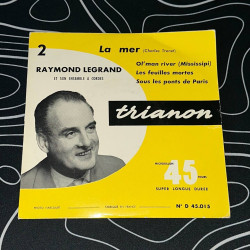 2
La mer (Charles Trenet)
RAYMOND LEGRAND
ET SON ENSEMBLE A CORDES
Ol'man river (Mississipi)
Les feuilles mortes
Sous les ponts de Paris
trianon
45
SUPER LONGUE DURÉE
N° D 45.015